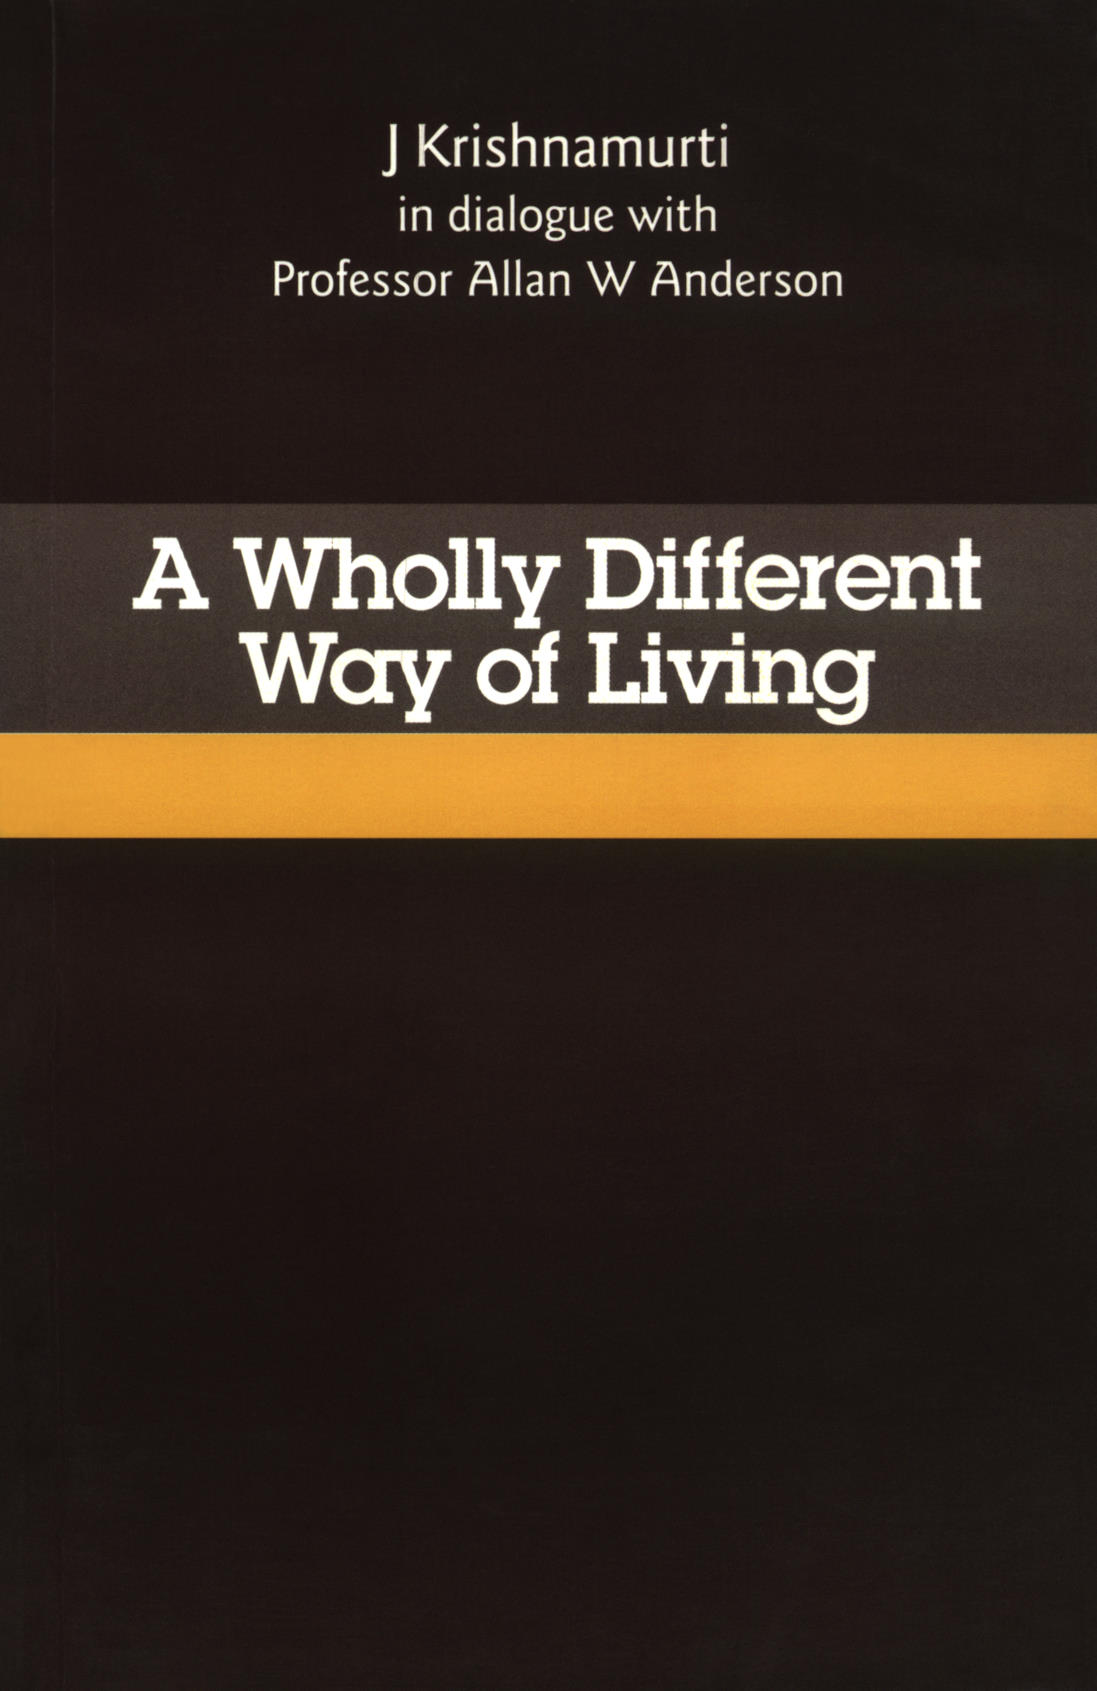 J Krishnamurti
in dialogue with
Professor Allan W Anderson
A Wholly Different
Way of Living